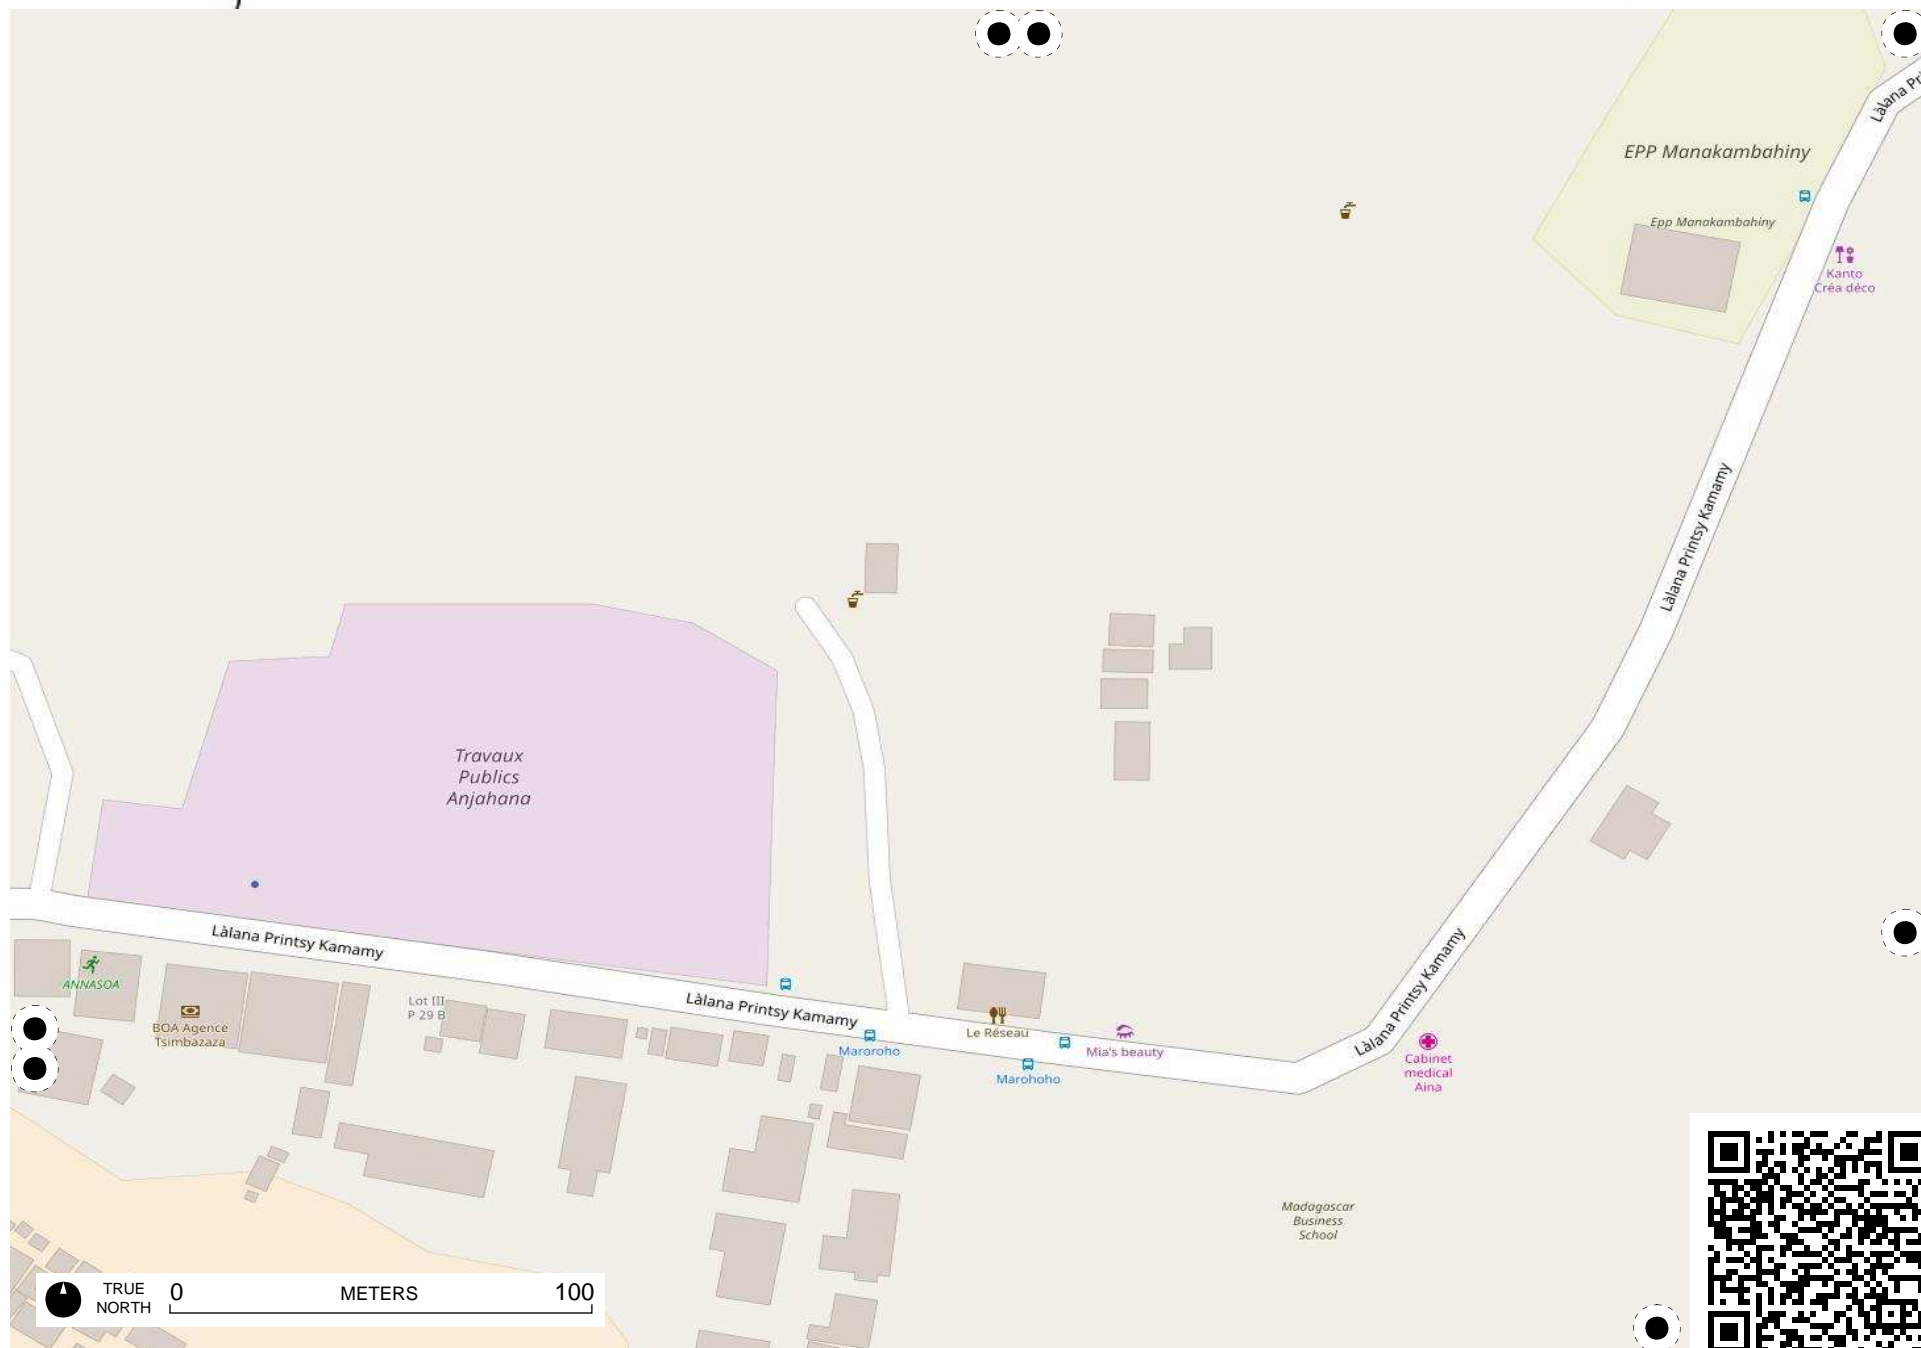 Làlana Pri
EPP Manakambahiny
Epp Manakambahiny
Kanto
Créa déco
Làlana Printsy Kamamy
Travaux
Publics
Anjahana
Làlana Printsy Kamamy
Làlana Printsy Kamamy
Làlana Printsy Kamamy
ANNASOA
BOA Agence
Tsimbazaza
Lot III
P 29 B
Maroroho
Le Réseau
Mia's beauty
Marohoho
Cabinet
medical
Aina
Madagascar
Business
School
TRUE
NORTH
0 METERS 100